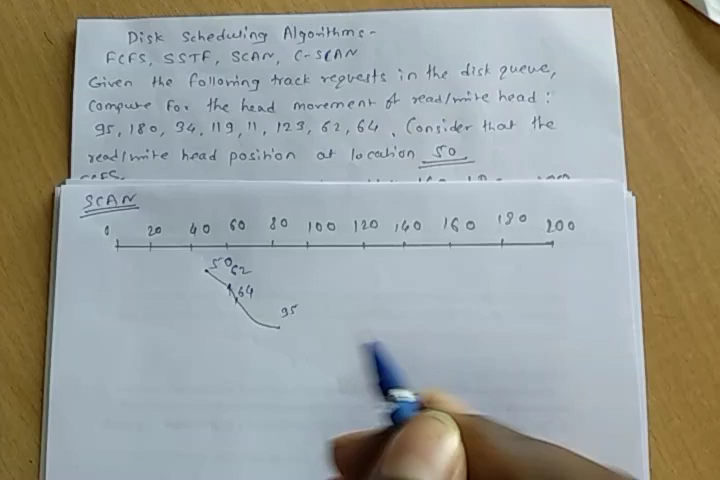 Disk Scheduling Algorithms-
FCFS, SSTF, SCAN, C-SCAN
Given the following track requests in the disk queue,
compute for the head movement of read/write head:
95, 180, 34, 119, 11, 123, 62, 64. Consider that the
read/write head position at location 50.
SCAN
0 20 40 60 80 100 120 140 160 180 200
50 62
64
95